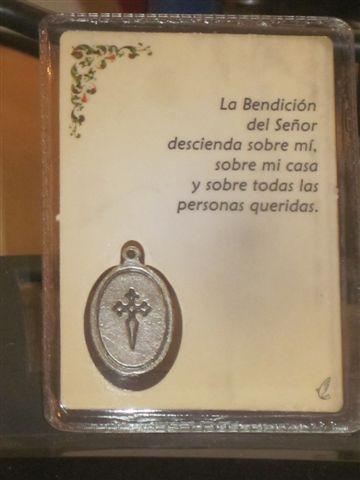 La Bendición
del Señor
descienda sobre mí,
sobre mi casa
y sobre todas las
personas queridas.